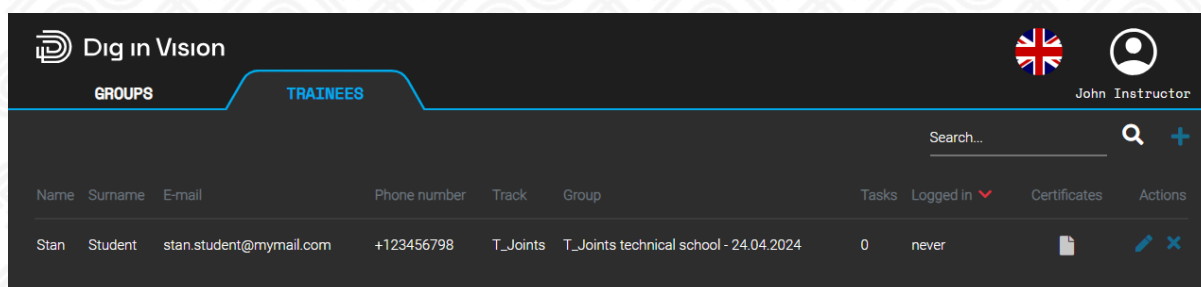 Dig in Vision
GROUPS TRAINEES
John Instructor
Search...
Name Surname E-mail Phone number Track Group Tasks Logged in Certificates Actions
Stan Student stan.student@mymail.com +123456798 T_Joints T_Joints technical school - 24.04.2024 0 never